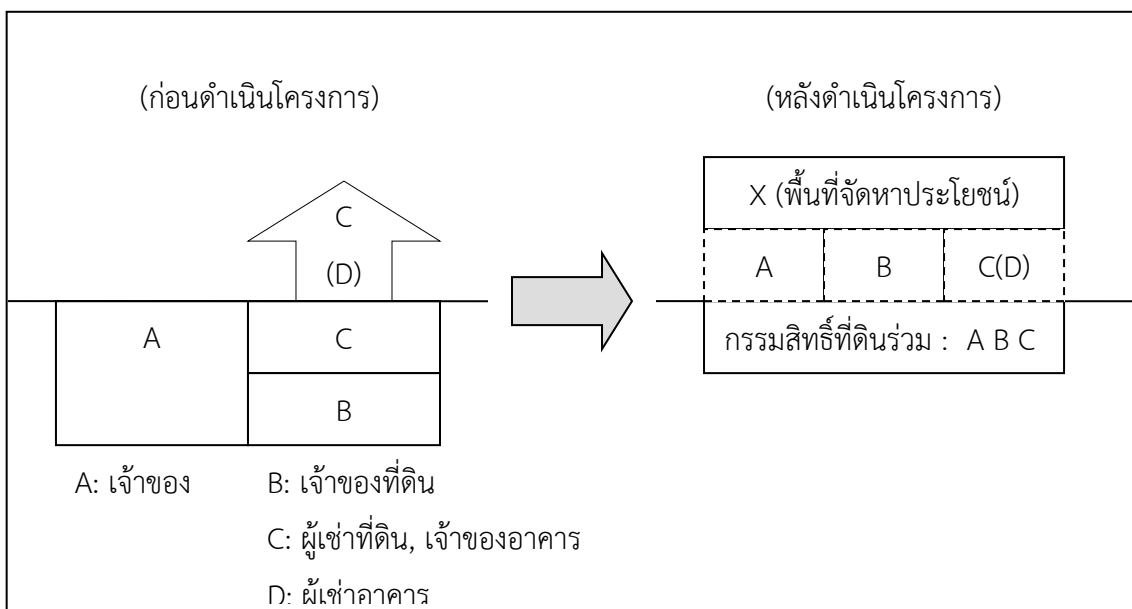 (ก่อนดำเนินโครงการ)
(หลังดำเนินโครงการ)
C
(D)
A
C
B
X (พื้นที่จัดหาประโยชน์)
A B C(D)
กรรมสิทธิ์ที่ดินร่วม : A B C
A: เจ้าของ
B: เจ้าของที่ดิน
C: ผู้เช่าที่ดิน, เจ้าของอาคาร
D: ผู้เช่าอาคาร